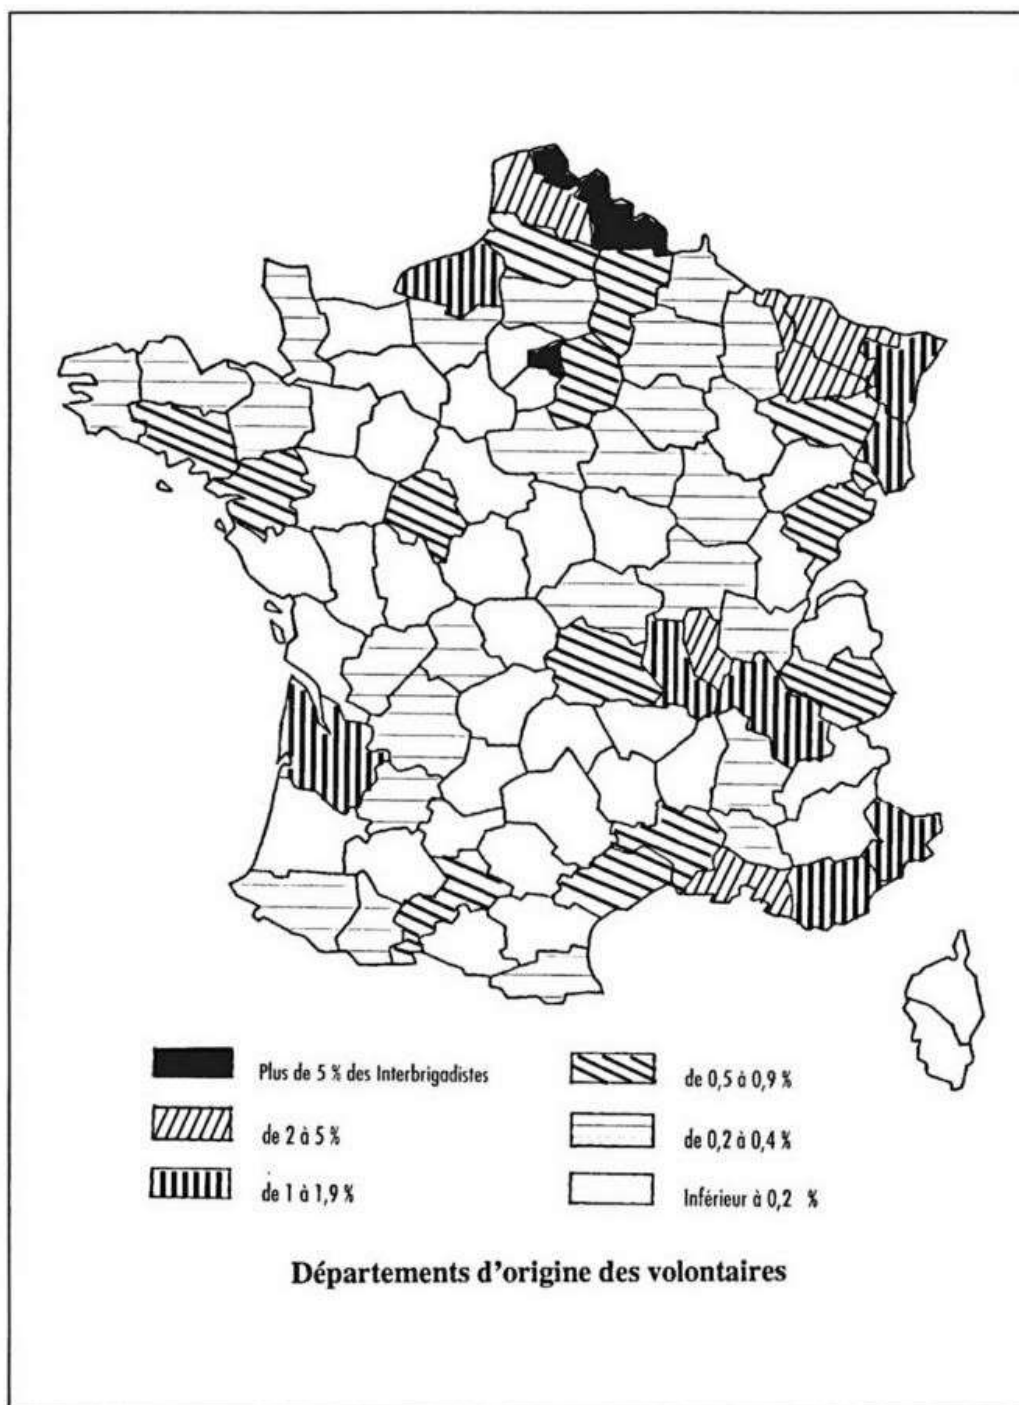 Plus de 5 % des Interbrigadistes
de 2 à 5 %
de 1 à 1,9 %
de 0,5 à 0,9 %
de 0,2 à 0,4 %
Inférieur à 0,2 %
Départements d'origine des volontaires